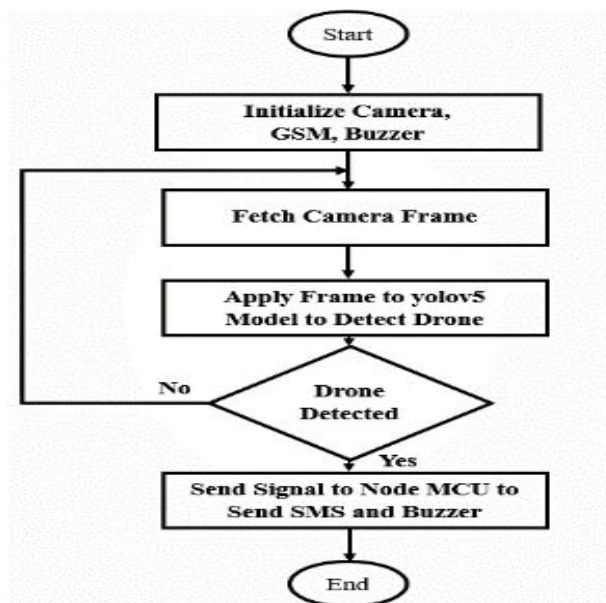 Start
Initialize Camera,
GSM, Buzzer
Fetch Camera Frame
Apply Frame to yolov5
Model to Detect Drone
No
Drone
Detected
Yes
Send Signal to Node MCU to
Send SMS and Buzzer
End